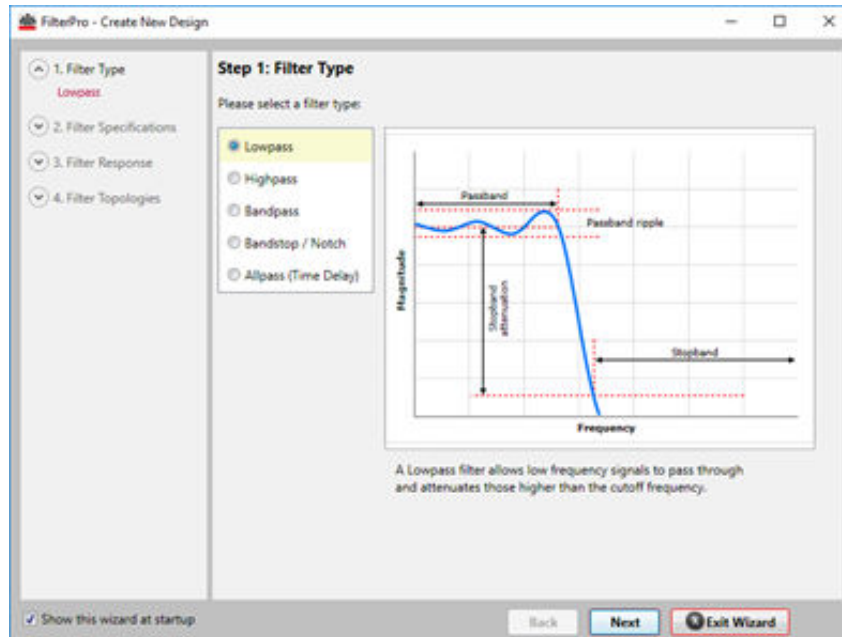 FilterPro - Create New Design
1. Filter Type
Lowpass
2. Filter Specifications
3. Filter Response
4. Filter Topologies
Step 1: Filter Type
Please select a filter type:
Lowpass
Highpass
Bandpass
Bandstop / Notch
Allpass (Time Delay)
Passband
Passband ripple
Magnitude
Stopband
attenuation
Stopband
Frequency
A Lowpass filter allows low frequency signals to pass through
and attenuates those higher than the cutoff frequency.
Show this wizard at startup
Back
Next
Exit Wizard